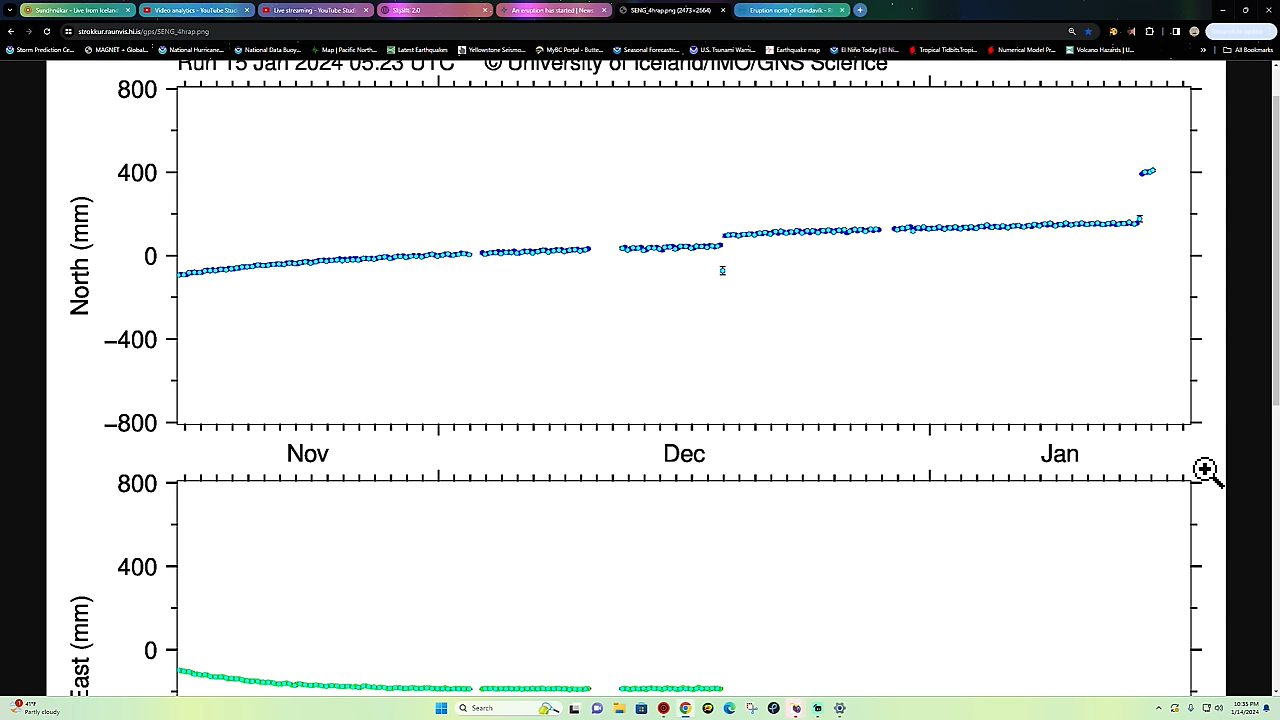 Sundhnúkar - Live from Iceland
Video analytics - YouTube Stud
Live streaming - YouTube Studi
Skjálft 2.0
An eruption has started | News
SENG_4hrap.png (2473×2664)
Eruption north of Grindavík - R
strokkur.raunvis.hi.is/gps/SENG_4hrap.png
Storm Prediction Ce...
MAGNET + GLOBAL...
National Hurricane...
National Data Buoy...
Map | Pacific North...
Latest Earthquakes
Yellowstone Seismo...
MyBC Portal - Butte...
Seasonal Forecasts...
U.S. Tsunami Warni...
Earthquake map
El Niño Today | El Ni...
Tropical Tidbits:Tropi...
Numerical Model Pr...
Volcano Hazards | U...
All Bookmarks
Run 15 Jan 2024 05:23 UTC © University of Iceland/IMO/GNS Science
800
400
0
−400
−800
North (mm)
Nov Dec Jan
800
400
0
East (mm)
41°F
Partly cloudy
1
Search
10:35 PM
1/14/2024